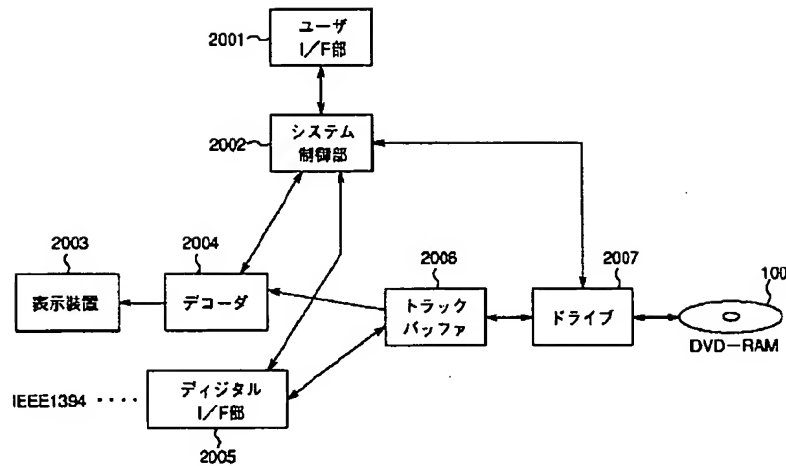 2001
ユーザ
I/F部
2002
システム
制御部
2003
表示装置
2004
デコーダ
2006
トラック
バッファ
2007
ドライブ
100
DVD-RAM
IEEE1394 ・・・・
ディジタル
I/F部
2005